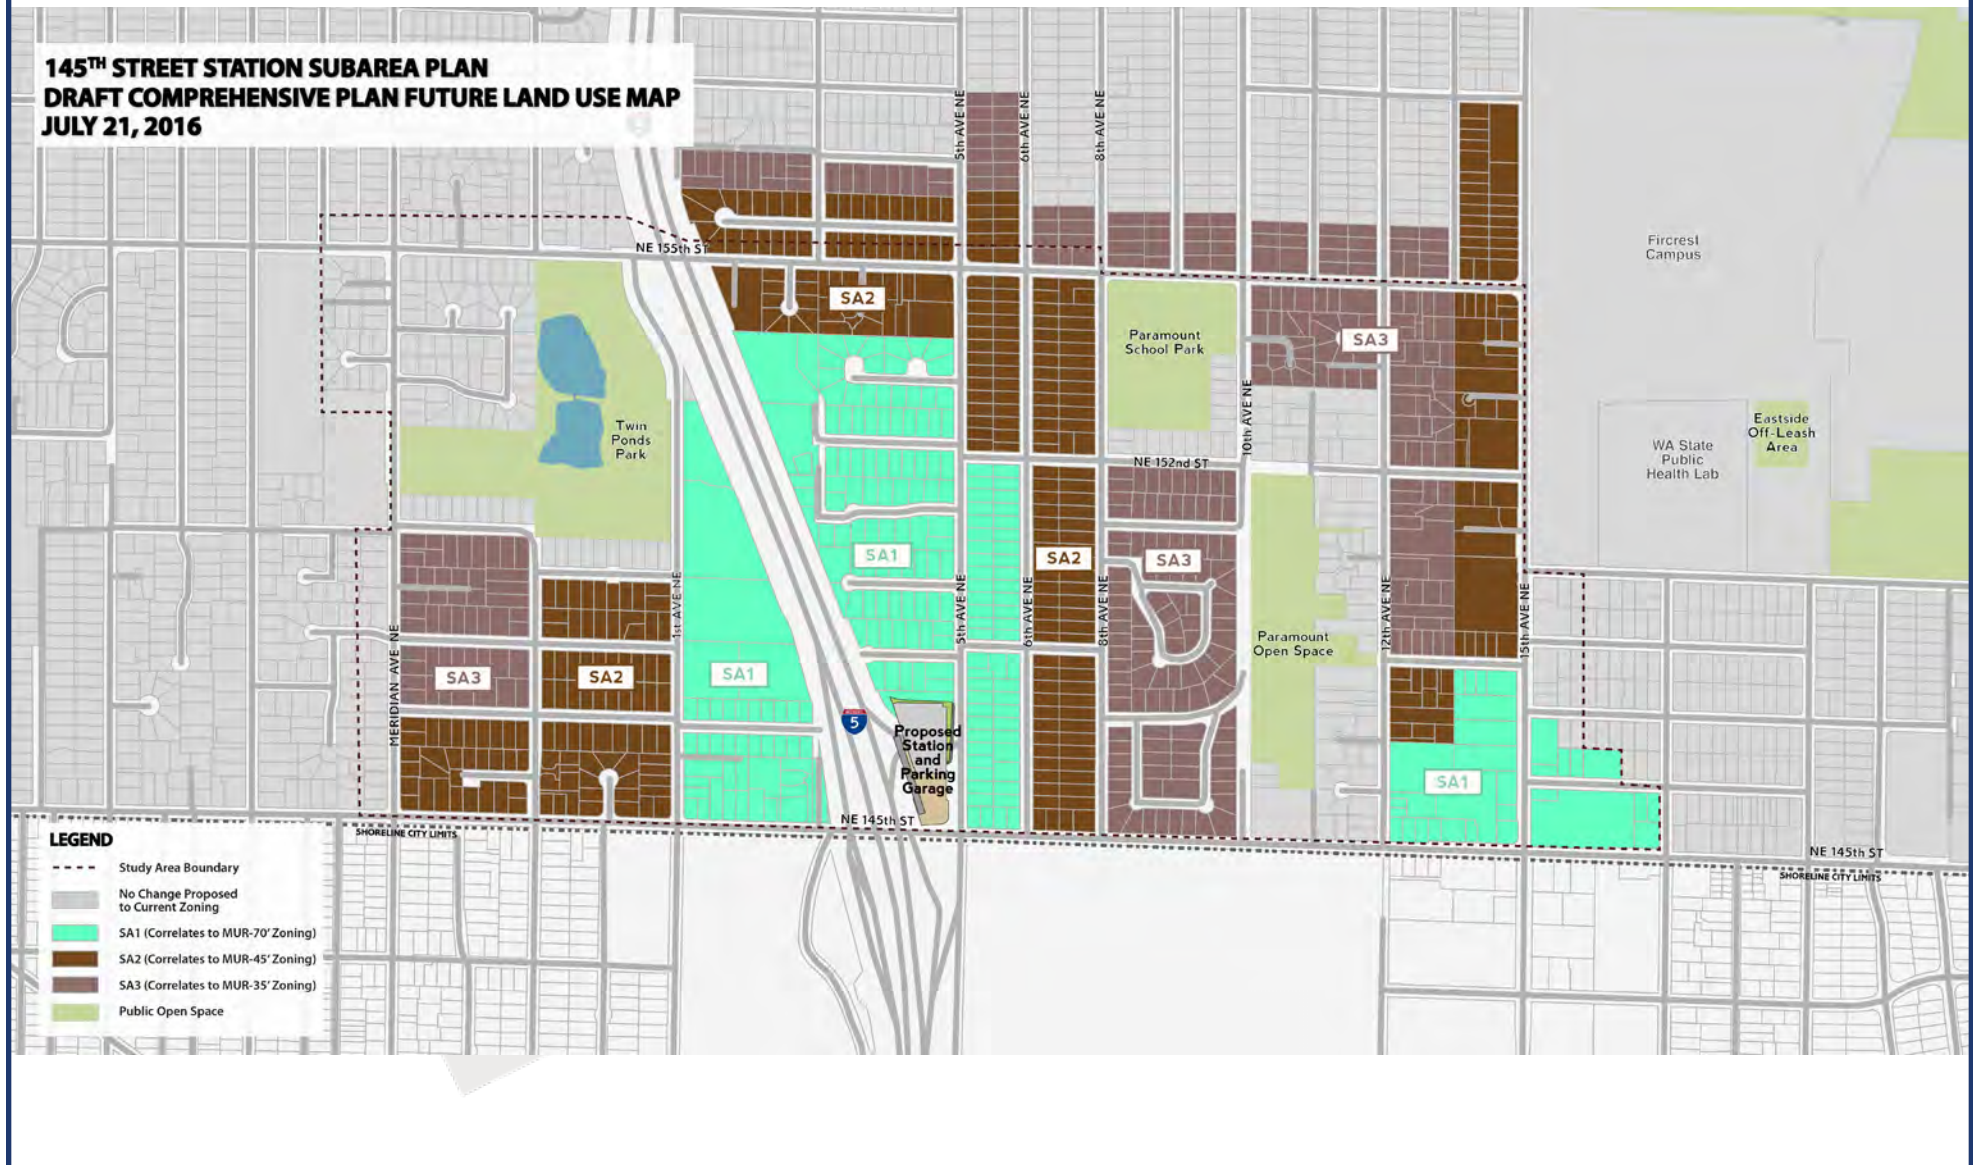 145TH STREET STATION SUBAREA PLAN
DRAFT COMPREHENSIVE PLAN FUTURE LAND USE MAP
JULY 21, 2016
5th AVE NE
6th AVE NE
8th AVE NE
NE 155th ST
Fircrest
Campus
SA2
Paramount
School Park
SA3
10th AVE NE
Twin
Ponds
Park
Eastside
Off-Leash
Area
WA State
Public
Health Lab
NE 152nd ST
SA1
SA2
SA3
1st AVE NE
5th AVE NE
6th AVE NE
8th AVE NE
12th AVE NE
15th AVE NE
MERIDIAN AVE NE
Paramount
Open Space
SA3
SA2
SA1
5
Proposed
Station
and
Parking
Garage
SA1
NE 145th ST
SHORELINE CITY LIMITS
NE 145th ST
SHORELINE CITY LIMITS
LEGEND
Study Area Boundary
No Change Proposed
to Current Zoning
SA1 (Correlates to MUR-70' Zoning)
SA2 (Correlates to MUR-45' Zoning)
SA3 (Correlates to MUR-35' Zoning)
Public Open Space